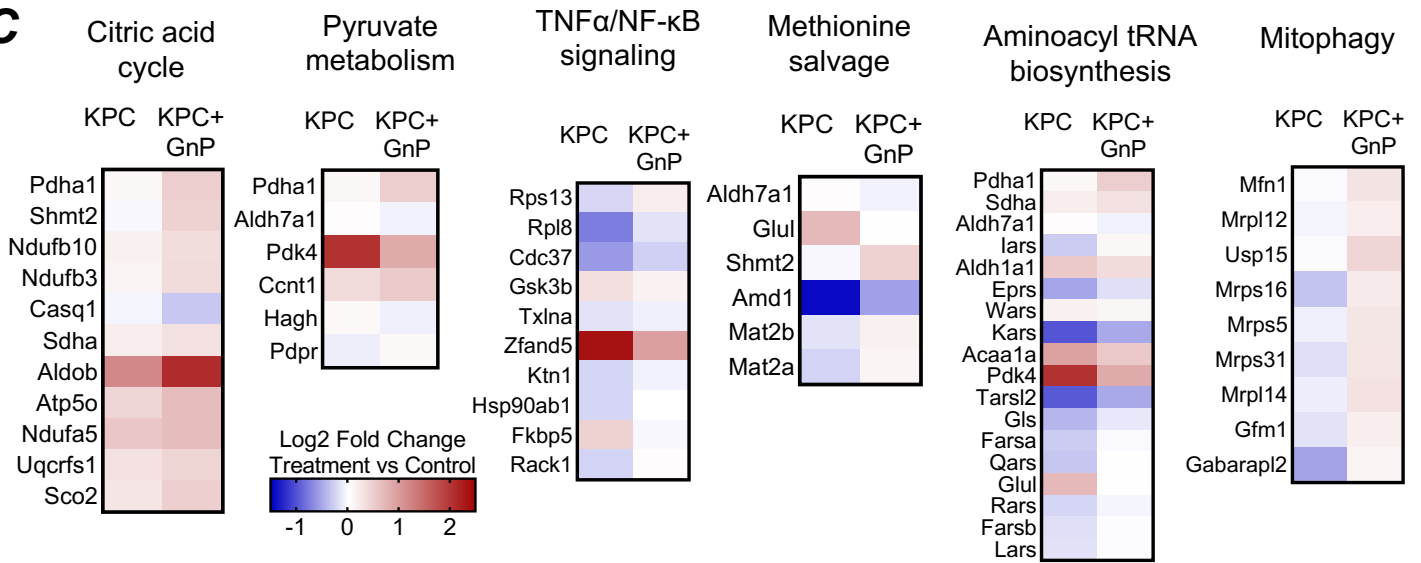 C
Citric acid
cycle
KPC KPC+
GnP
Pdha1
Shmt2
Ndufb10
Ndufb3
Casq1
Sdha
Aldob
Atp5o
Ndufa5
Uqcrfs1
Sco2
Pyruvate
metabolism
KPC KPC+
GnP
Pdha1
Aldh7a1
Pdk4
Ccnt1
Hagh
Pdpr
Log2 Fold Change
Treatment vs Control
-1 0 1 2
TNFα/NF-κB
signaling
KPC KPC+
GnP
Rps13
Rpl8
Cdc37
Gsk3b
Txlna
Zfand5
Ktn1
Hsp90ab1
Fkbp5
Rack1
Methionine
salvage
KPC KPC+
GnP
Aldh7a1
Glul
Shmt2
Amd1
Mat2b
Mat2a
Aminoacyl tRNA
biosynthesis
KPC KPC+
GnP
Pdha1
Sdha
Aldh7a1
Iars
Aldh1a1
Eprs
Wars
Kars
Acaa1a
Pdk4
Tarsl2
Gls
Farsa
Qars
Glul
Rars
Farsb
Lars
Mitophagy
KPC KPC+
GnP
Mfn1
Mrpl12
Usp15
Mrps16
Mrps5
Mrps31
Mrpl14
Gfm1
Gabarapl2